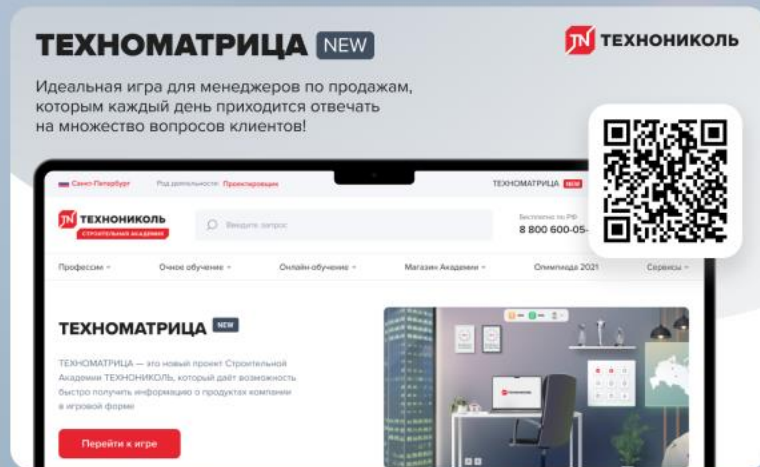 ТЕХНОМАТРИЦА NEW
TN ТЕХНОНИКОЛЬ
Идеальная игра для менеджеров по продажам,
которым каждый день приходится отвечать
на множество вопросов клиентов!
Санкт-Петербург Род деятельности: Проектировщик ТЕХНОМАТРИЦА NEW
TN ТЕХНОНИКОЛЬ
СТРОИТЕЛЬНАЯ АКАДЕМИЯ
Введите запрос
Бесплатно по РФ
8 800 600-05-
Профессии Очное обучение Онлайн-обучение Магазин Академии Олимпиада 2021 Сервисы
ТЕХНОМАТРИЦА NEW
ТЕХНОМАТРИЦА — это новый проект Строительной
Академии ТЕХНОНИКОЛЬ, который даёт возможность
быстро получить информацию о продуктах компании
в игровой форме
Перейти к игре